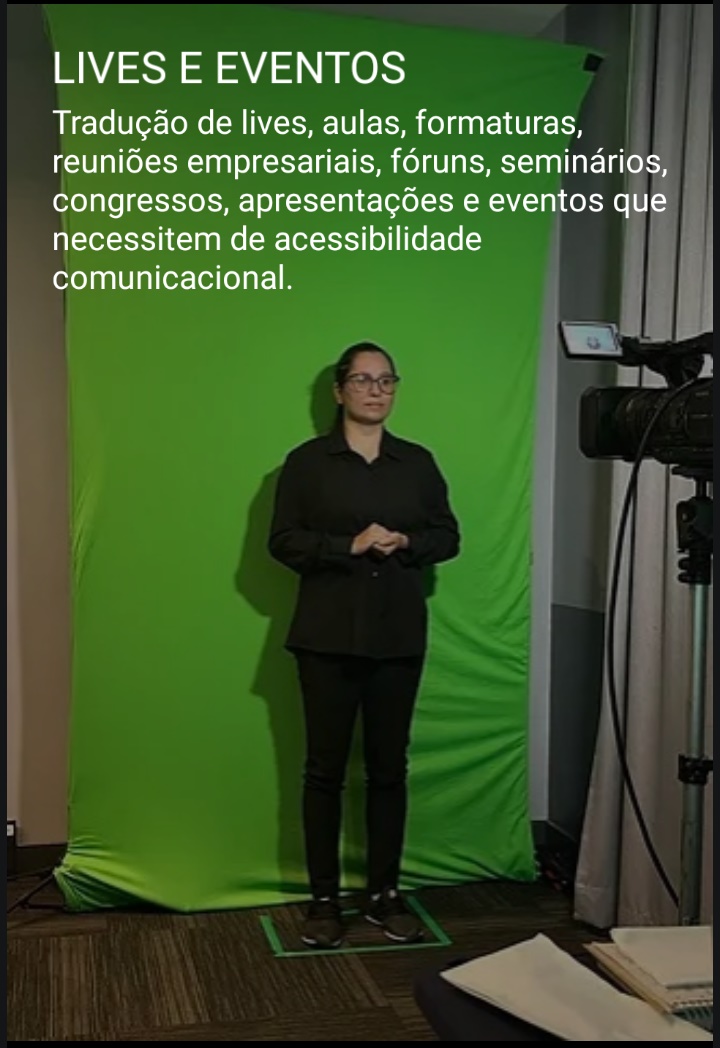 LIVES E EVENTOS
Tradução de lives, aulas, formaturas,
reuniões empresariais, fóruns, seminários,
congressos, apresentações e eventos que
necessitem de acessibilidade
comunicacional.